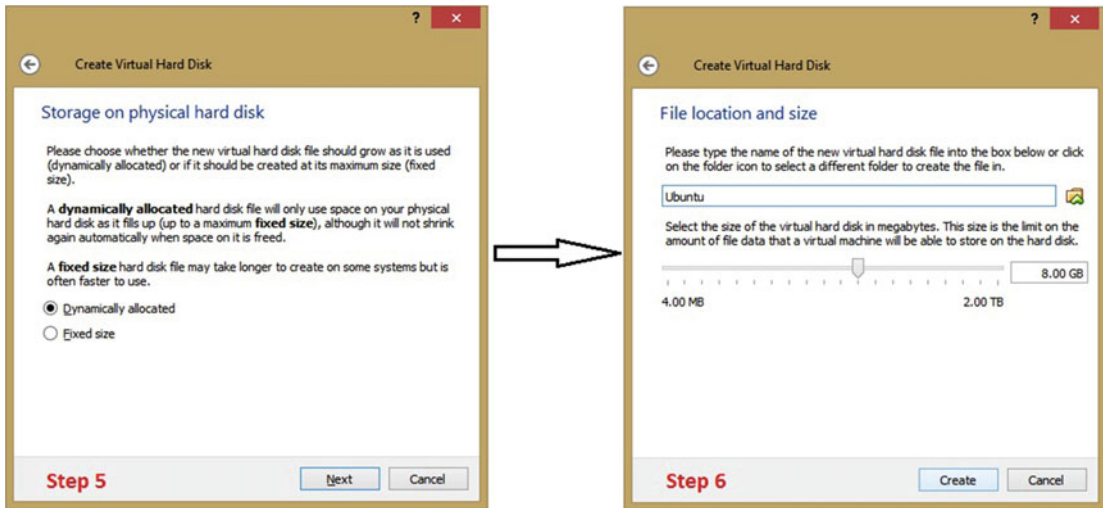 ?
×
Create Virtual Hard Disk
Storage on physical hard disk
Please choose whether the new virtual hard disk file should grow as it is used
(dynamically allocated) or if it should be created at its maximum size (fixed
size).
A dynamically allocated hard disk file will only use space on your physical
hard disk as it fills up (up to a maximum fixed size), although it will not shrink
again automatically when space on it is freed.
A fixed size hard disk file may take longer to create on some systems but is
often faster to use.
Dynamically allocated
Fixed size
Step 5
Next
Cancel
?
×
Create Virtual Hard Disk
File location and size
Please type the name of the new virtual hard disk file into the box below or click
on the folder icon to select a different folder to create the file in.
Ubuntu
Select the size of the virtual hard disk in megabytes. This size is the limit on the
amount of file data that a virtual machine will be able to store on the hard disk.
8.00 GB
4.00 MB
2.00 TB
Step 6
Create
Cancel